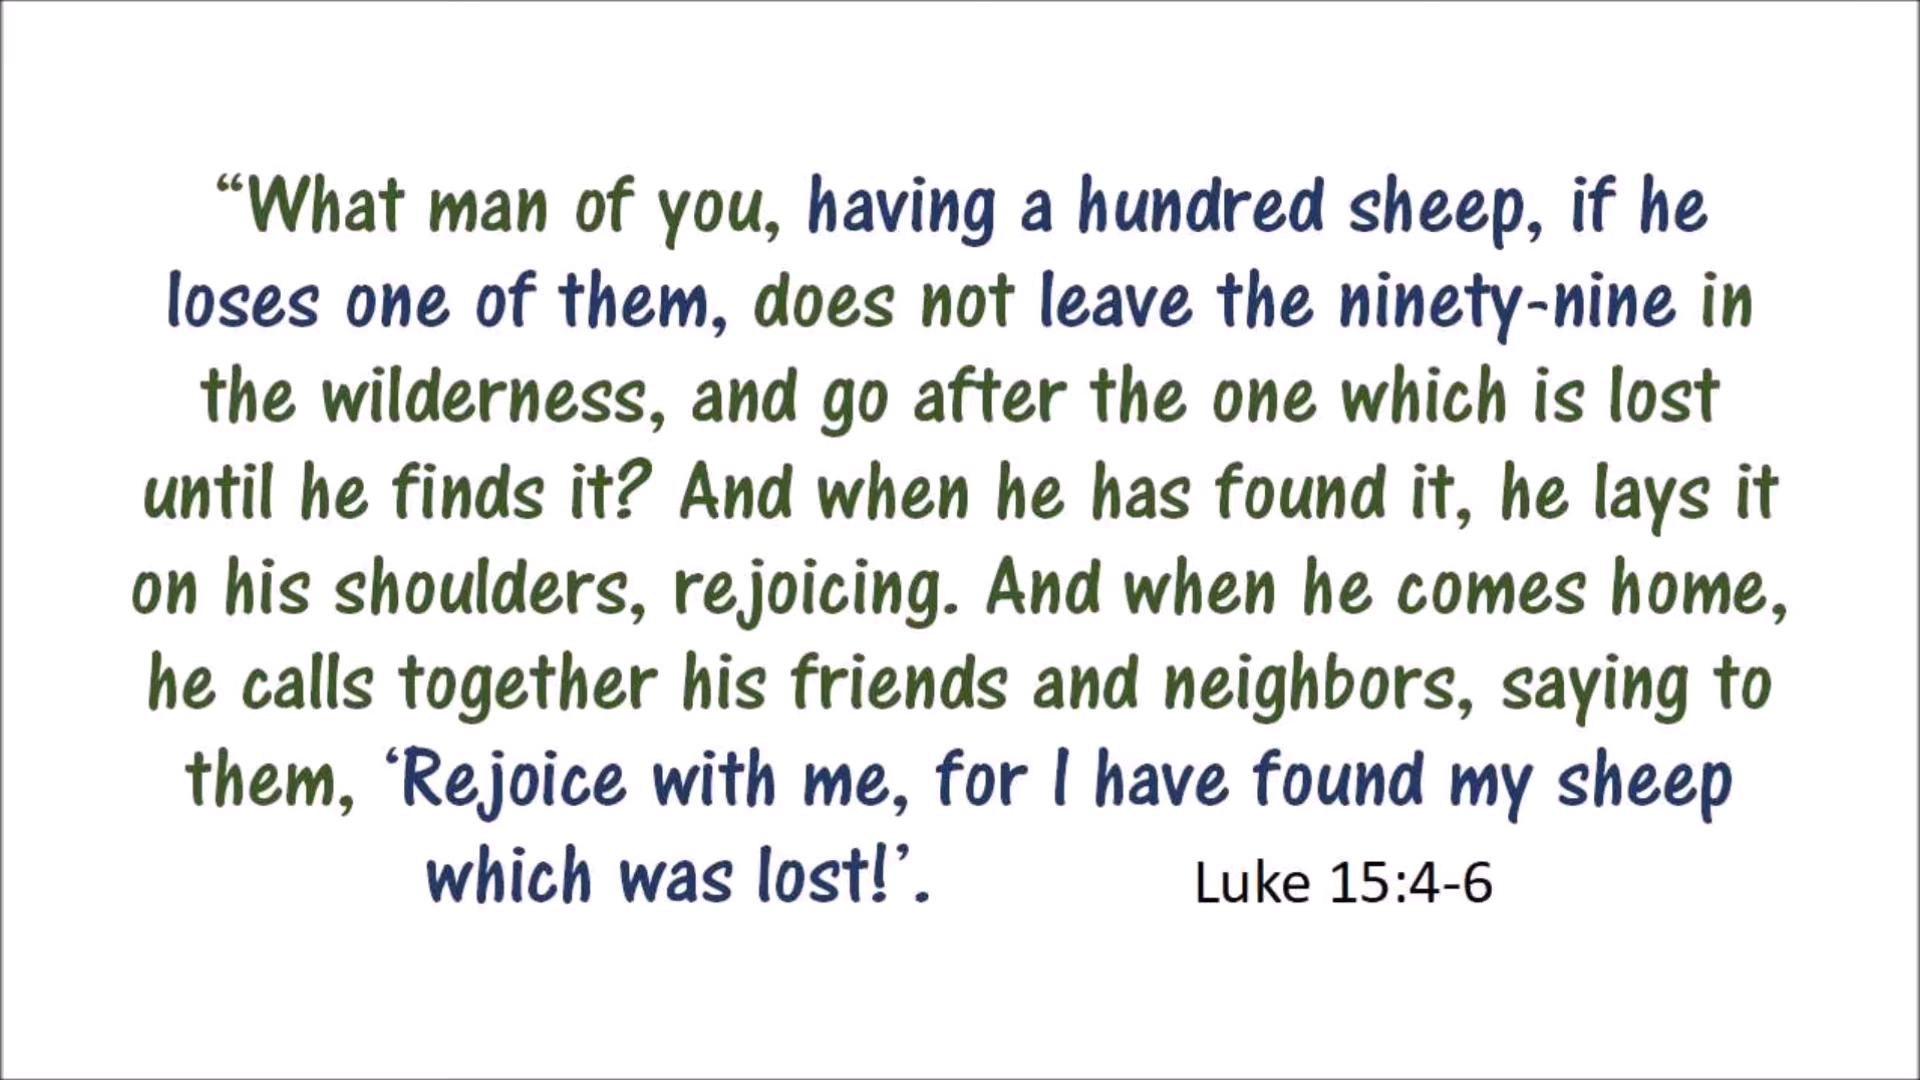 “What man of you, having a hundred sheep, if he
loses one of them, does not leave the ninety-nine in
the wilderness, and go after the one which is lost
until he finds it? And when he has found it, he lays it
on his shoulders, rejoicing. And when he comes home,
he calls together his friends and neighbors, saying to
them, ‘Rejoice with me, for I have found my sheep
which was lost!’. Luke 15:4-6